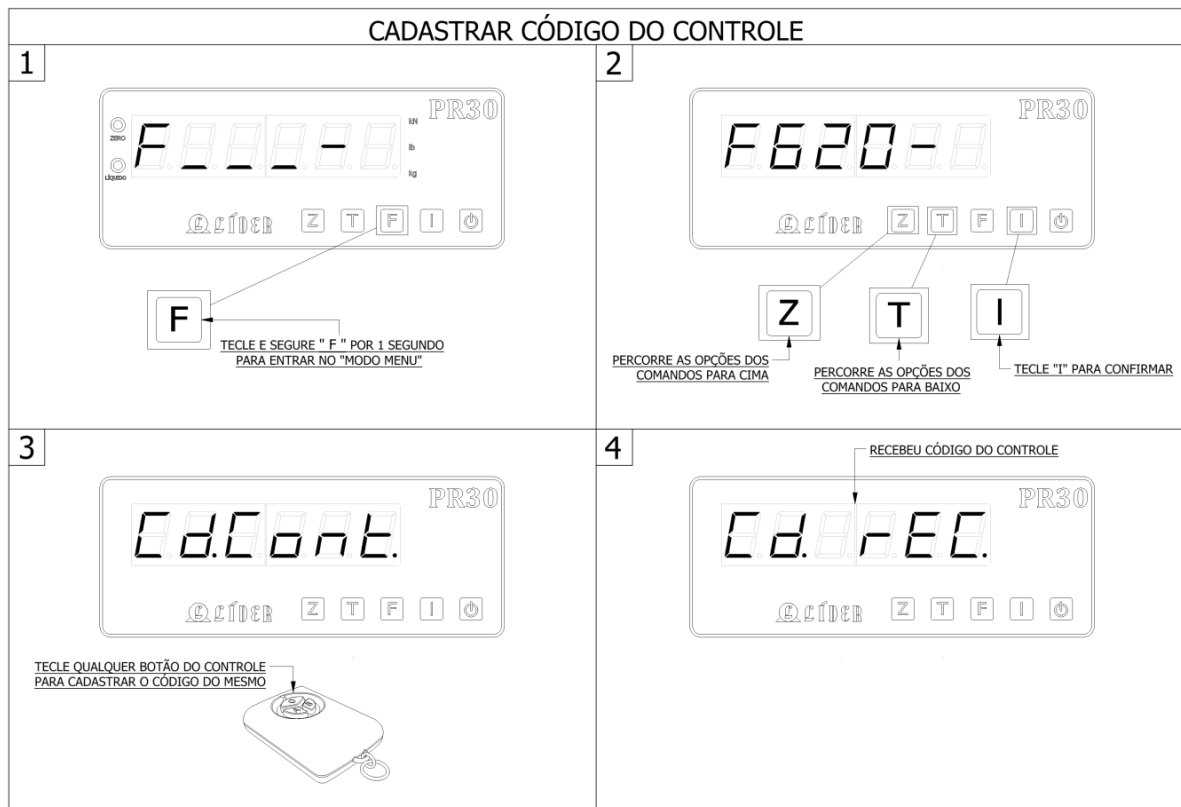 CADASTRAR CÓDIGO DO CONTROLE
1
PR30
ZERO
LÍQUIDO
F _ _ _ -
kN
lb
kg
LÍDER
Z T F I
F
TECLE E SEGURE " F " POR 1 SEGUNDO
PARA ENTRAR NO "MODO MENU"
2
PR30
F620-
LÍDER
Z T F I
Z
T
I
PERCORRE AS OPÇÕES DOS
COMANDOS PARA CIMA
PERCORRE AS OPÇÕES DOS
COMANDOS PARA BAIXO
TECLE "I" PARA CONFIRMAR
3
PR30
Cd.Cont.
LÍDER
Z T F I
TECLE QUALQUER BOTÃO DO CONTROLE
PARA CADASTRAR O CÓDIGO DO MESMO
4
RECEBEU CÓDIGO DO CONTROLE
PR30
Cd. rEC.
LÍDER
Z T F I